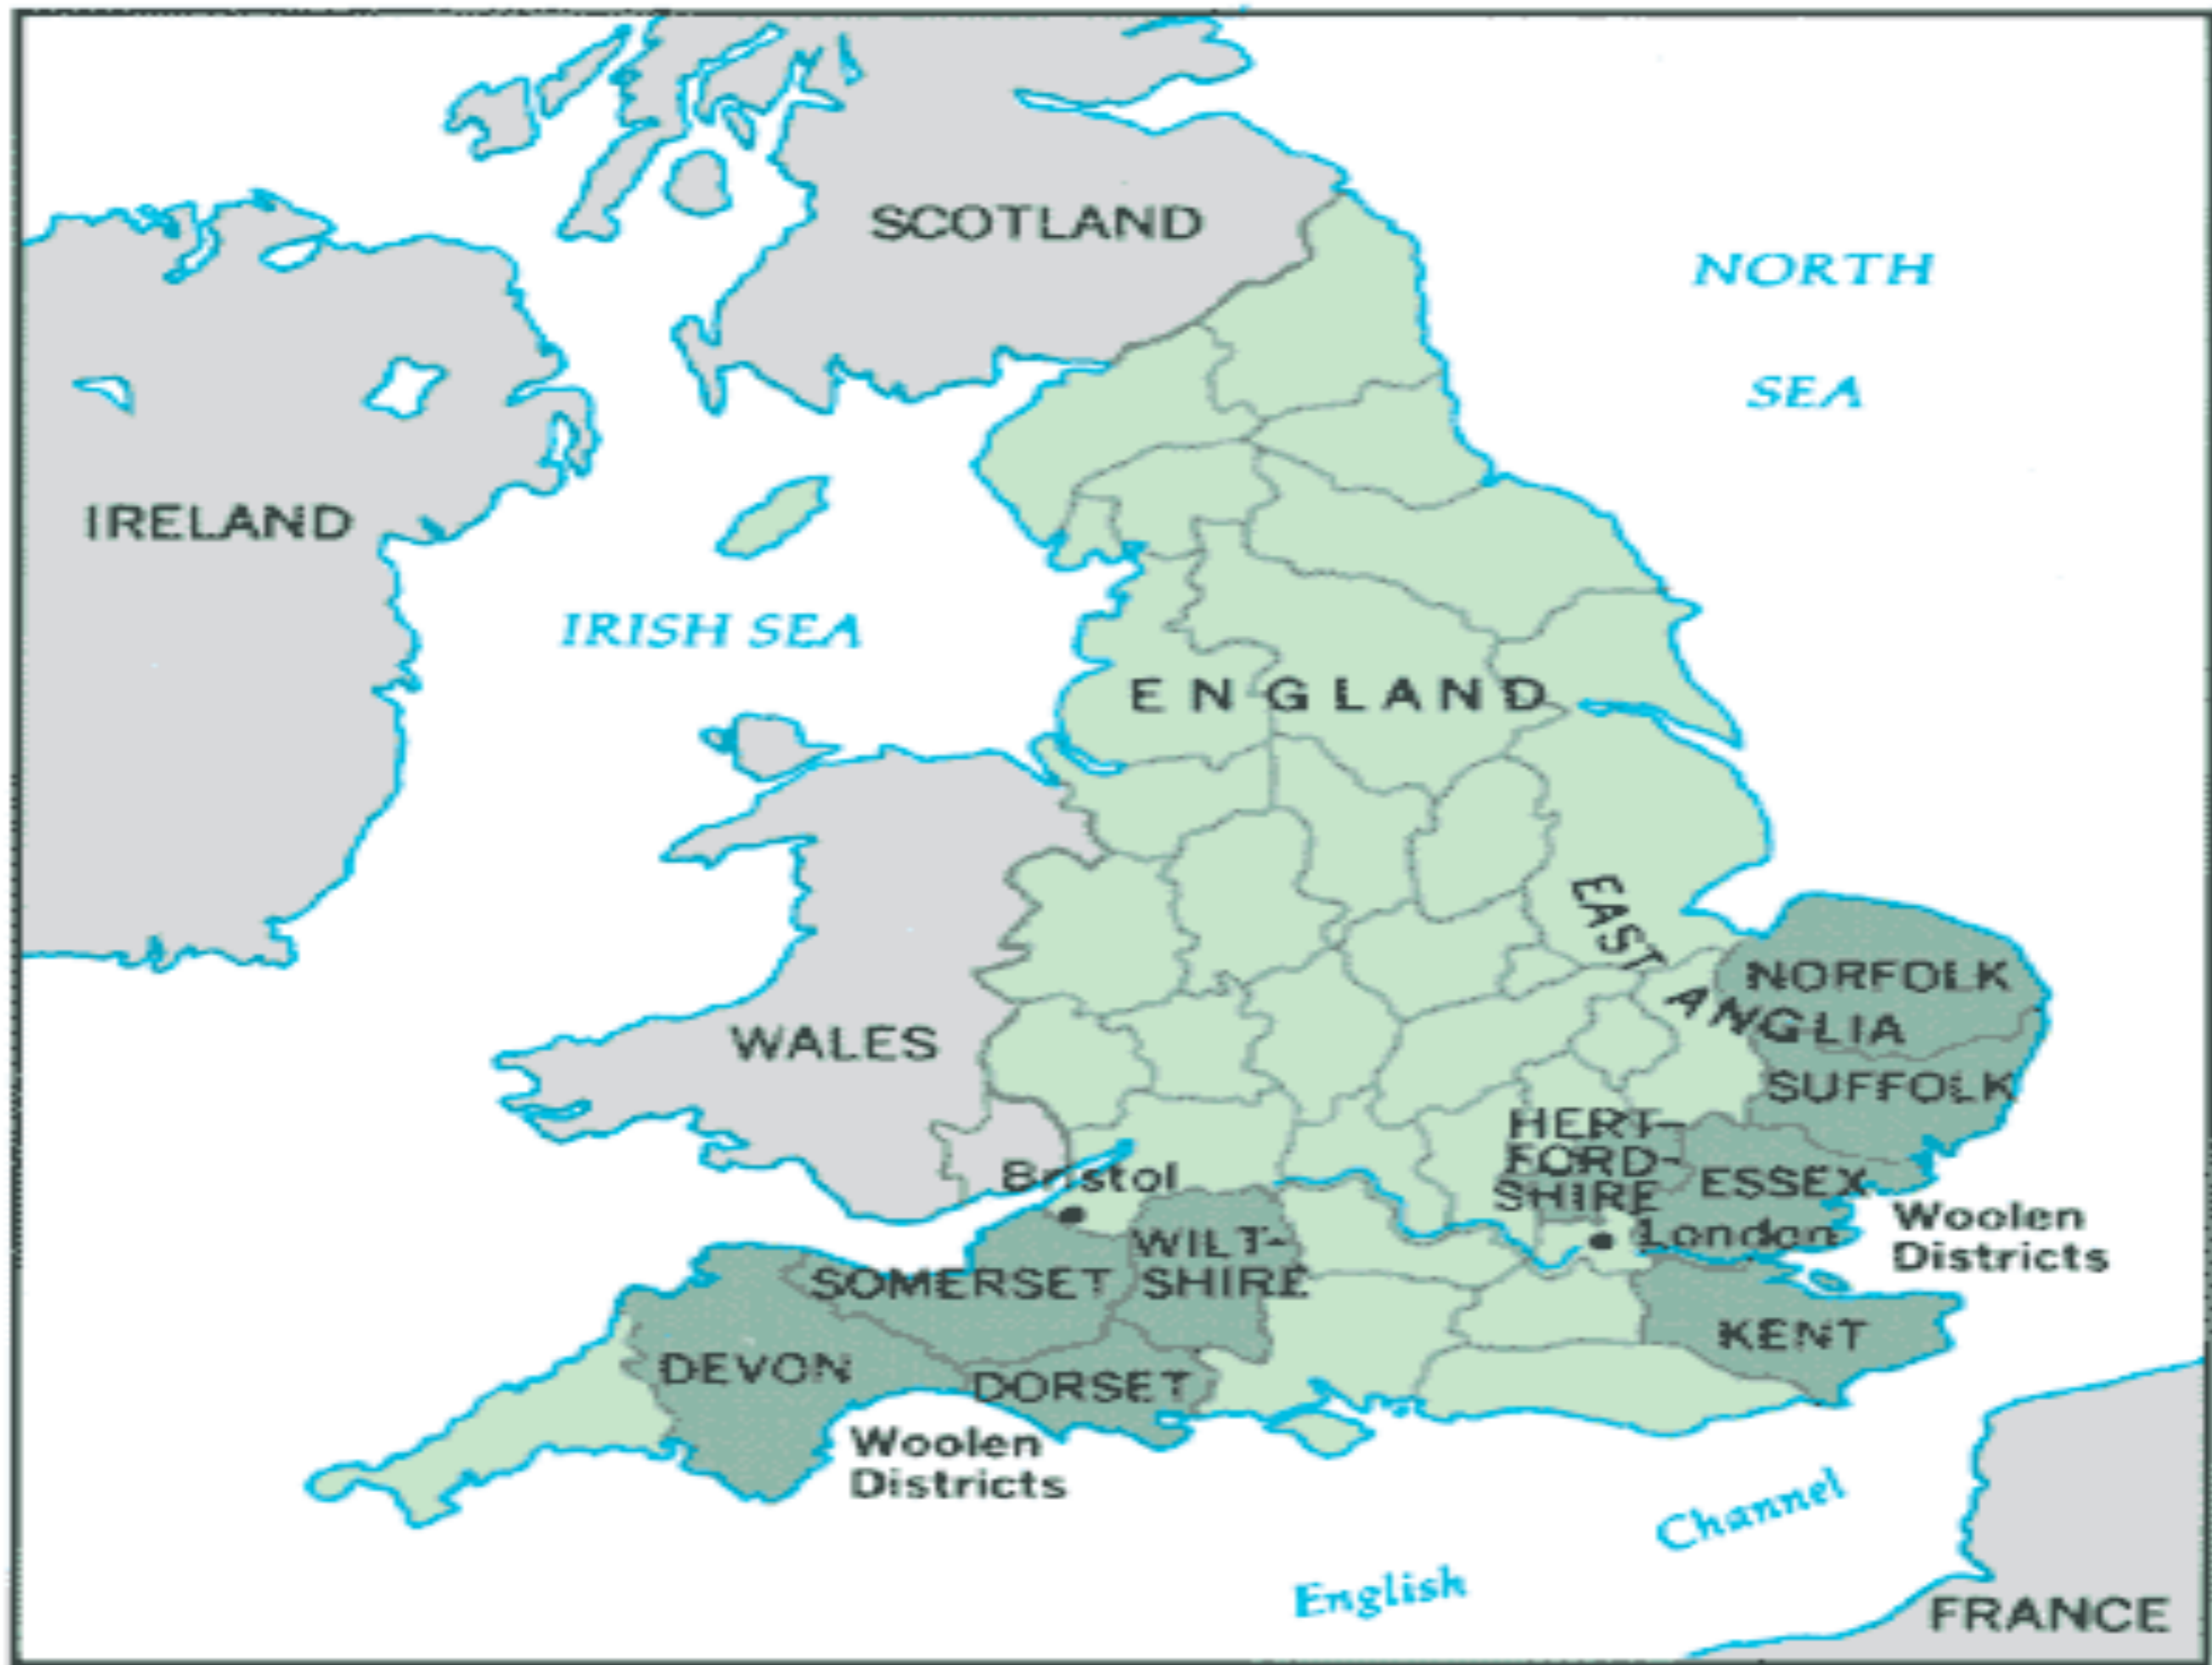 SCOTLAND
NORTH
SEA
IRELAND
IRISH SEA
ENGLAND
EAST
ANGLIA
NORFOLK
WALES
SUFFOLK
HERT-
FORD-
SHIRE
ESSEX
Bristol
London
Woolen
Districts
WILT-
SHIRE
SOMERSET
KENT
DEVON
DORSET
Woolen
Districts
English Channel
FRANCE